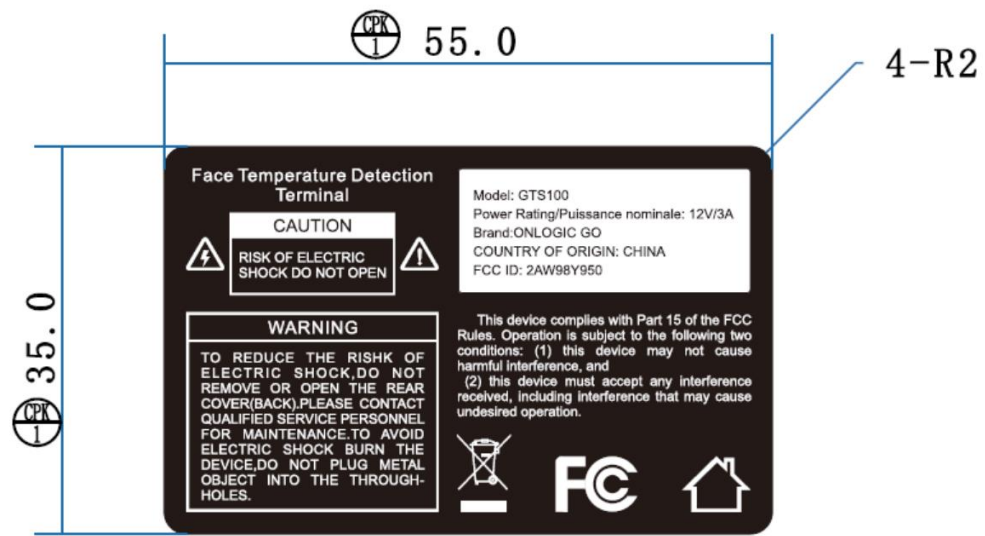 CPK
1
55.0
4-R2
CPK
1
35.0
Face Temperature Detection
Terminal
CAUTION
RISK OF ELECTRIC
SHOCK DO NOT OPEN
Model: GTS100
Power Rating/Puissance nominale: 12V/3A
Brand:ONLOGIC GO
COUNTRY OF ORIGIN: CHINA
FCC ID: 2AW98Y950
WARNING
TO REDUCE THE RISHK OF
ELECTRIC SHOCK,DO NOT
REMOVE OR OPEN THE REAR
COVER(BACK).PLEASE CONTACT
QUALIFIED SERVICE PERSONNEL
FOR MAINTENANCE.TO AVOID
ELECTRIC SHOCK BURN THE
DEVICE,DO NOT PLUG METAL
OBJECT INTO THE THROUGH-
HOLES.
This device complies with Part 15 of the FCC
Rules. Operation is subject to the following two
conditions: (1) this device may not cause
harmful interference, and
(2) this device must accept any interference
received, including interference that may cause
undesired operation.
FC